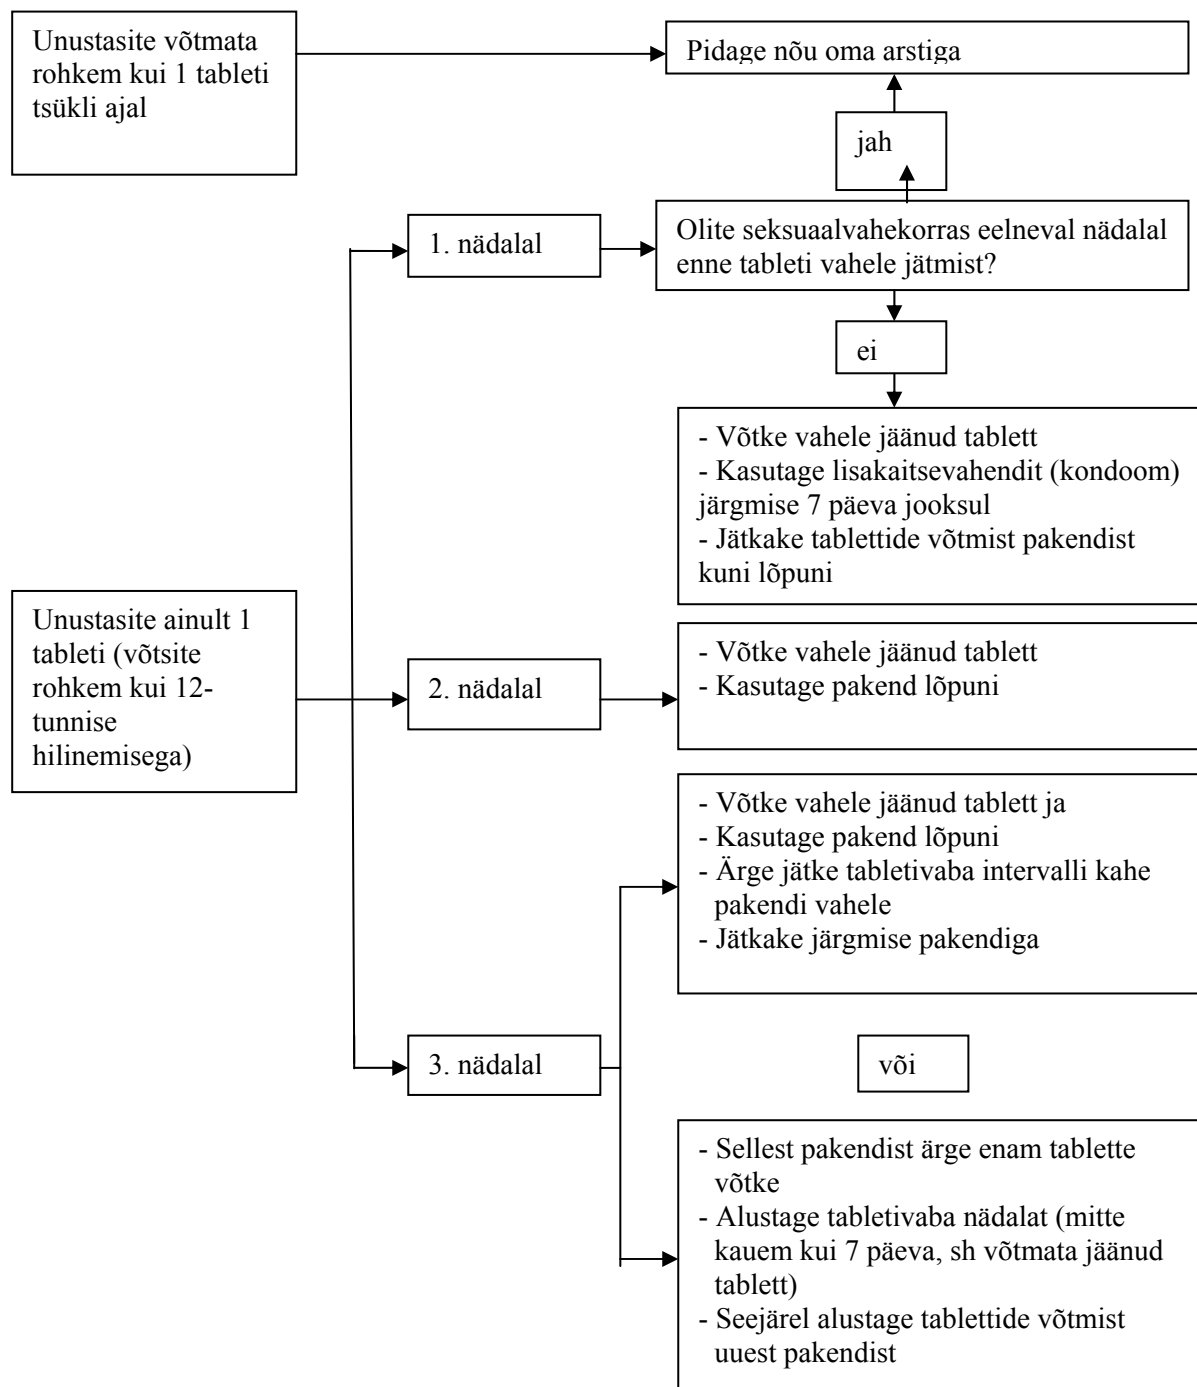 Unustasite võtmata
rohkem kui 1 tableti
tsükli ajal
Pidage nõu oma arstiga
jah
1. nädalal
Olite seksuaalvahekorras eelneval nädalal
enne tableti vahele jätmist?
ei
- Võtke vahele jäänud tablett
- Kasutage lisakaitsevahendit (kondoom)
järgmise 7 päeva jooksul
- Jätkake tablettide võtmist pakendist
kuni lõpuni
Unustasite ainult 1
tableti (võtsite
rohkem kui 12-
tunnise
hilinemisega)
2. nädalal
- Võtke vahele jäänud tablett
- Kasutage pakend lõpuni
- Võtke vahele jäänud tablett ja
- Kasutage pakend lõpuni
- Ärge jätke tabletivaba intervalli kahe
pakendi vahele
- Jätkake järgmise pakendiga
3. nädalal
või
- Sellest pakendist ärge enam tablette
võtke
- Alustage tabletivaba nädalat (mitte
kauem kui 7 päeva, sh võtmata jäänud
tablett)
- Seejärel alustage tablettide võtmist
uuest pakendist